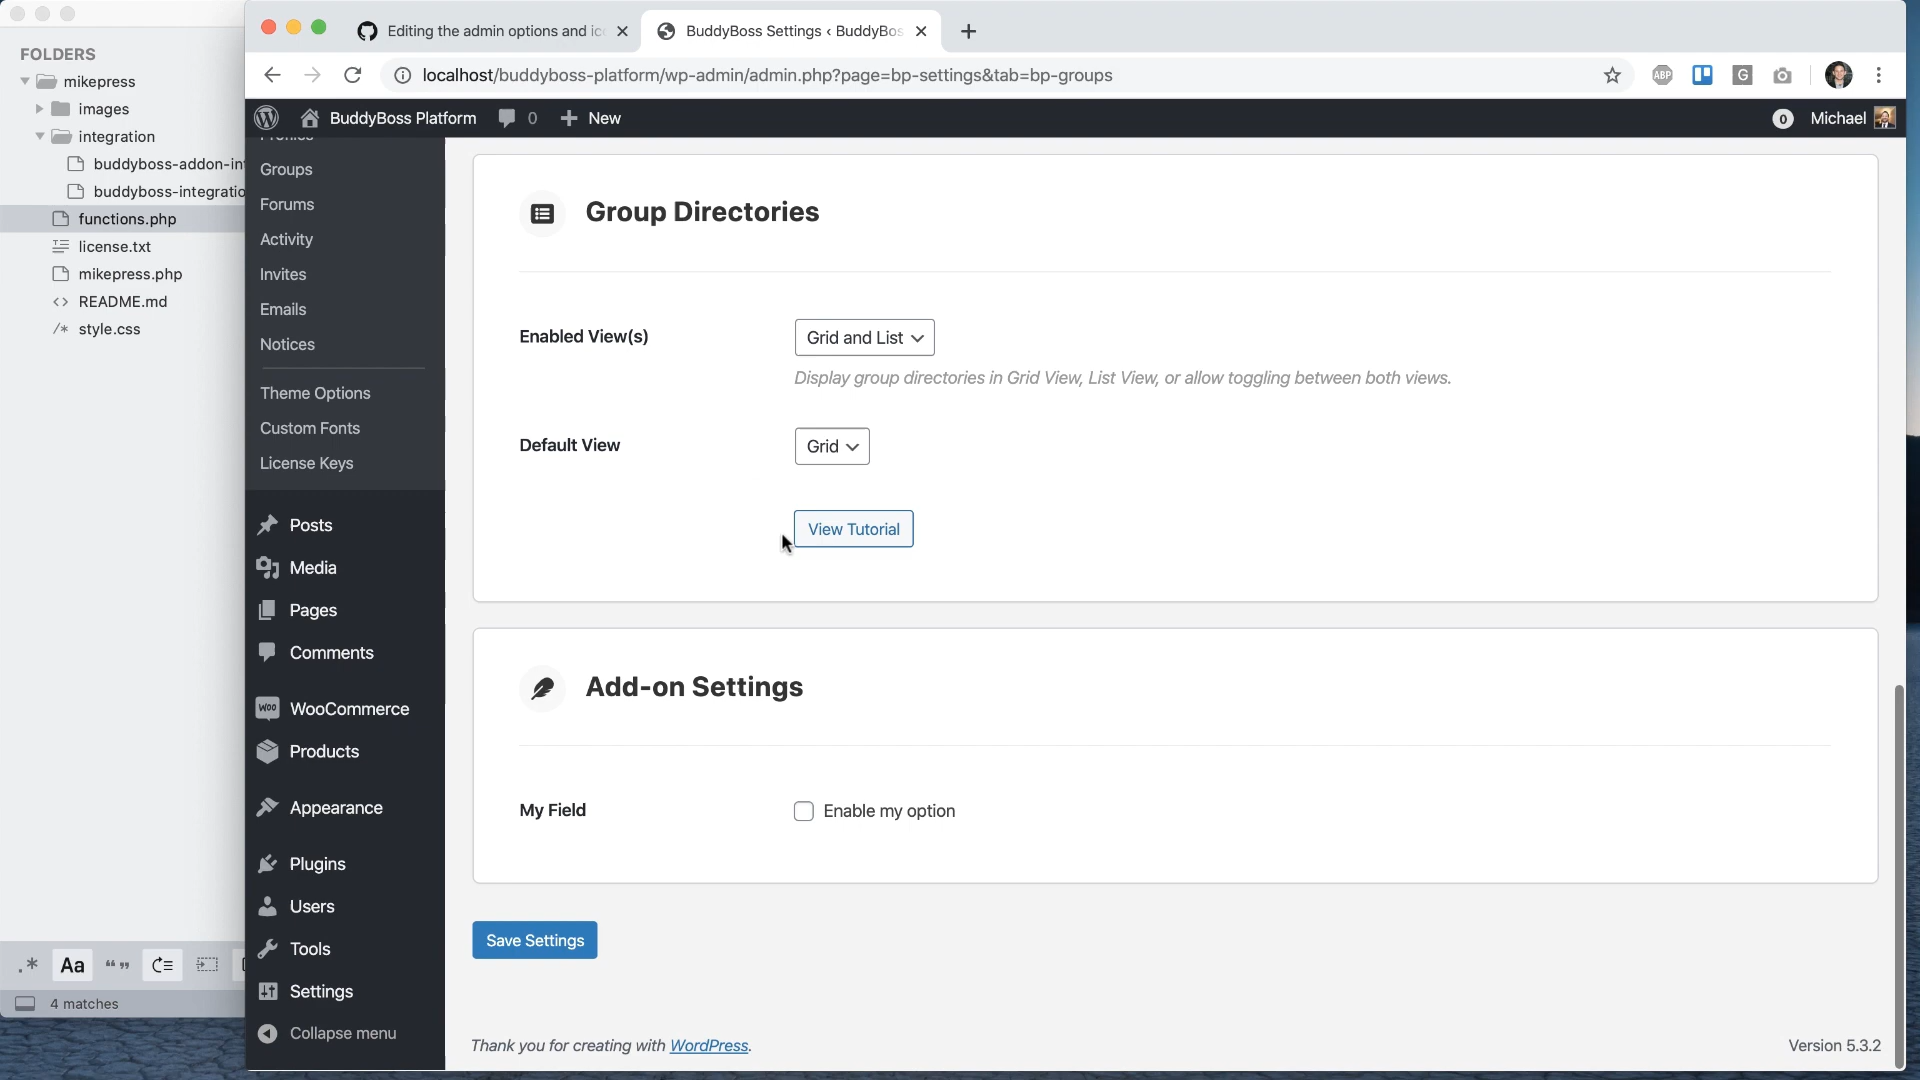 FOLDERS
mikepress
images
integration
buddyboss-addon-in
buddyboss-integratio
functions.php
license.txt
mikepress.php
README.md
style.css
.*
Aa
4 matches
Editing the admin options and ic
BuddyBoss Settings ‹ BuddyBos
localhost/buddyboss-platform/wp-admin/admin.php?page=bp-settings&tab=bp-groups
ABP
G
BuddyBoss Platform
0
New
0
Michael
Profiles
Groups
Forums
Activity
Invites
Emails
Notices
Theme Options
Custom Fonts
License Keys
Posts
Media
Pages
Comments
WOO
WooCommerce
Products
Appearance
Plugins
Users
Tools
Settings
Collapse menu
Group Directories
Enabled View(s)
Grid and List
Display group directories in Grid View, List View, or allow toggling between both views.
Default View
Grid
View Tutorial
Add-on Settings
My Field
Enable my option
Save Settings
Thank you for creating with WordPress.
Version 5.3.2